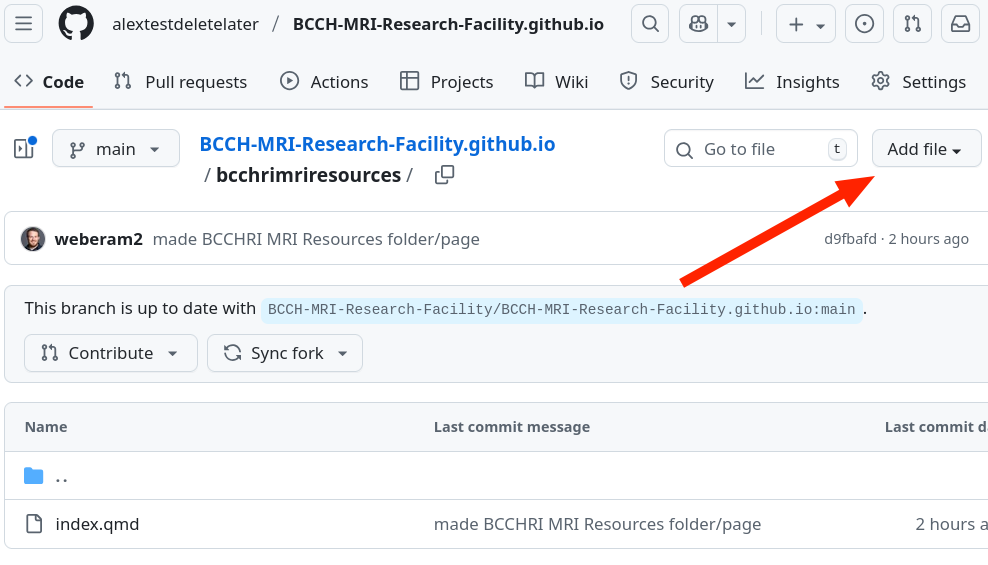 alextestdeletelater / BCCH-MRI-Research-Facility.github.io
Code Pull requests Actions Projects Wiki Security Insights Settings
main BCCH-MRI-Research-Facility.github.io Go to file t Add file
/ bcchrimriresources /
weberam2 made BCCHRI MRI Resources folder/page d9fbafd · 2 hours ago
This branch is up to date with BCCH-MRI-Research-Facility/BCCH-MRI-Research-Facility.github.io:main .
Contribute Sync fork
Name Last commit message Last commit d
..
index.qmd made BCCHRI MRI Resources folder/page 2 hours a